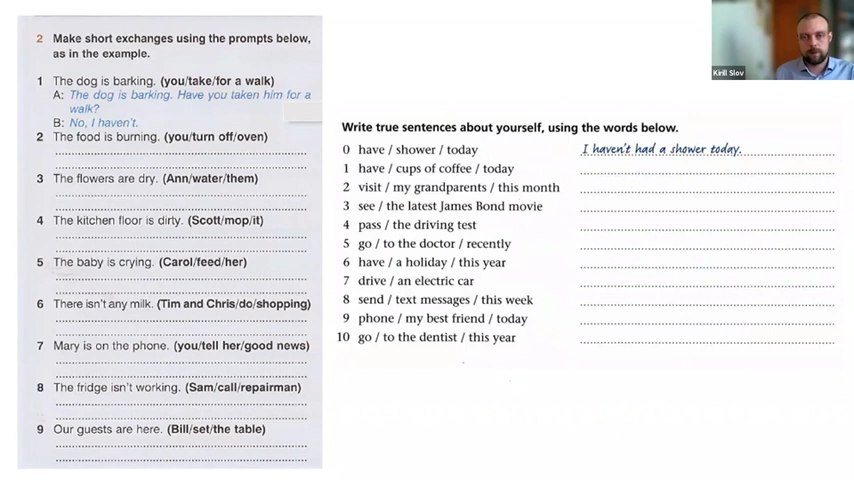 2 Make short exchanges using the prompts below,
as in the example.
1 The dog is barking. (you/take/for a walk)
A: The dog is barking. Have you taken him for a
walk?
B: No, I haven't.
2 The food is burning. (you/turn off/oven)
3 The flowers are dry. (Ann/water/them)
4 The kitchen floor is dirty. (Scott/mop/it)
5 The baby is crying. (Carol/feed/her)
6 There isn't any milk. (Tim and Chris/do/shopping)
7 Mary is on the phone. (you/tell her/good news)
8 The fridge isn't working. (Sam/call/repairman)
9 Our guests are here. (Bill/set/the table)
Write true sentences about yourself, using the words below.
0 have / shower / today I haven't had a shower today.
1 have / cups of coffee / today
2 visit / my grandparents / this month
3 see / the latest James Bond movie
4 pass / the driving test
5 go / to the doctor / recently
6 have / a holiday / this year
7 drive / an electric car
8 send / text messages / this week
9 phone / my best friend / today
10 go / to the dentist / this year
Kirill Slov